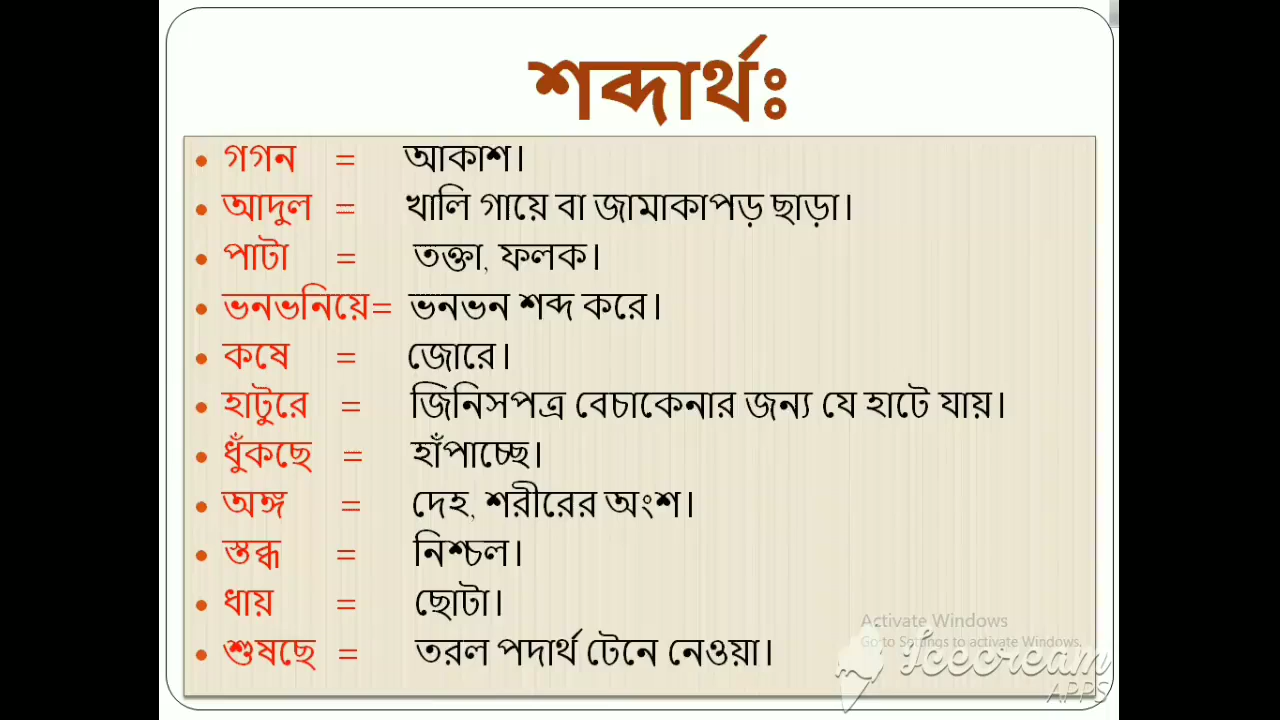 শব্দার্থঃ
• গগন = আকাশ।
• আদুল = খালি গায়ে বা জামাকাপড় ছাড়া।
• পাটা = তক্তা, ফলক।
• ভনভনিয়ে= ভনভন শব্দ করে।
• কষে = জোরে।
• হাটুরে = জিনিসপত্র বেচাকেনার জন্য যে হাটে যায়।
• ধুঁকছে = হাঁপাচ্ছে।
• অঙ্গ = দেহ, শরীরের অংশ।
• স্তব্ধ = নিশ্চল।
• ধায় = ছোটা।
• শুষছে = তরল পদার্থ টেনে নেওয়া।
Activate Windows
Go to Settings to activate Windows.
Icecream
APPS